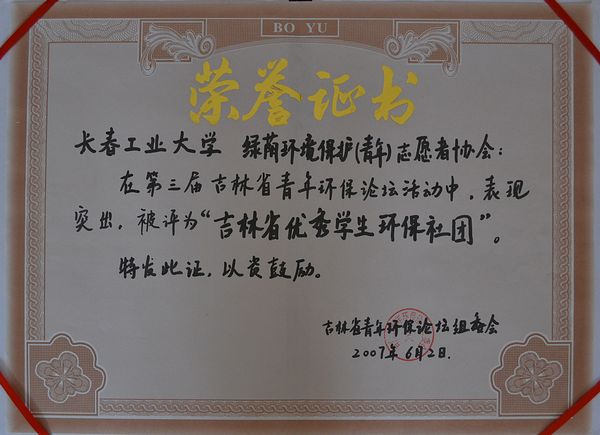 BO YU
荣誉证书
长春工业大学 绿荫环境保护(青年)志愿者协会:
在第三届吉林省青年环保论坛活动中,表现
突出,被评为“吉林省优秀学生环保社团”。
特发此证,以资鼓励。
吉林省青年环保论坛组委会
2007年6月2日.